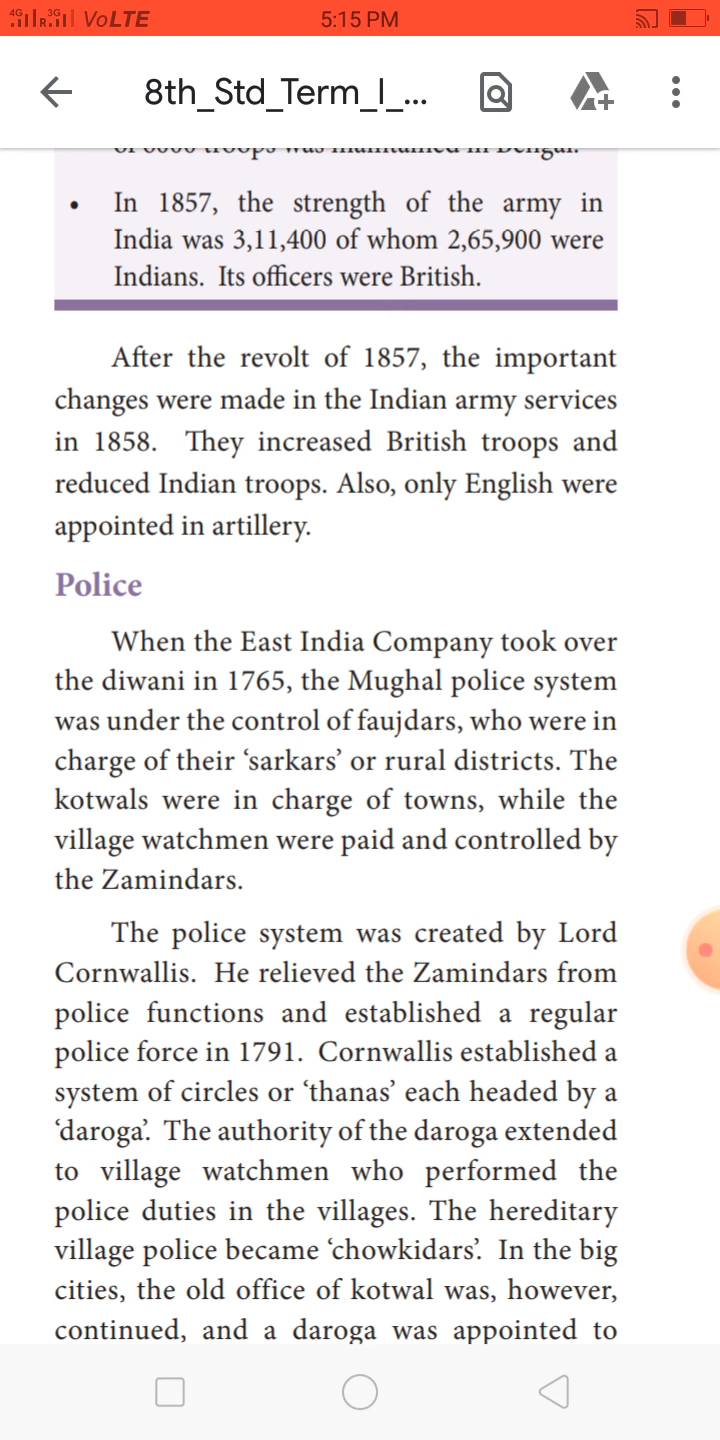 4G R 3G VoLTE 5:15 PM
8th_Std_Term_I_...
of 6000 troops was maintained in Bengal.
• In 1857, the strength of the army in
India was 3,11,400 of whom 2,65,900 were
Indians. Its officers were British.
After the revolt of 1857, the important
changes were made in the Indian army services
in 1858. They increased British troops and
reduced Indian troops. Also, only English were
appointed in artillery.
Police
When the East India Company took over
the diwani in 1765, the Mughal police system
was under the control of faujdars, who were in
charge of their ‘sarkars’ or rural districts. The
kotwals were in charge of towns, while the
village watchmen were paid and controlled by
the Zamindars.
The police system was created by Lord
Cornwallis. He relieved the Zamindars from
police functions and established a regular
police force in 1791. Cornwallis established a
system of circles or ‘thanas’ each headed by a
‘daroga’. The authority of the daroga extended
to village watchmen who performed the
police duties in the villages. The hereditary
village police became ‘chowkidars’. In the big
cities, the old office of kotwal was, however,
continued, and a daroga was appointed to